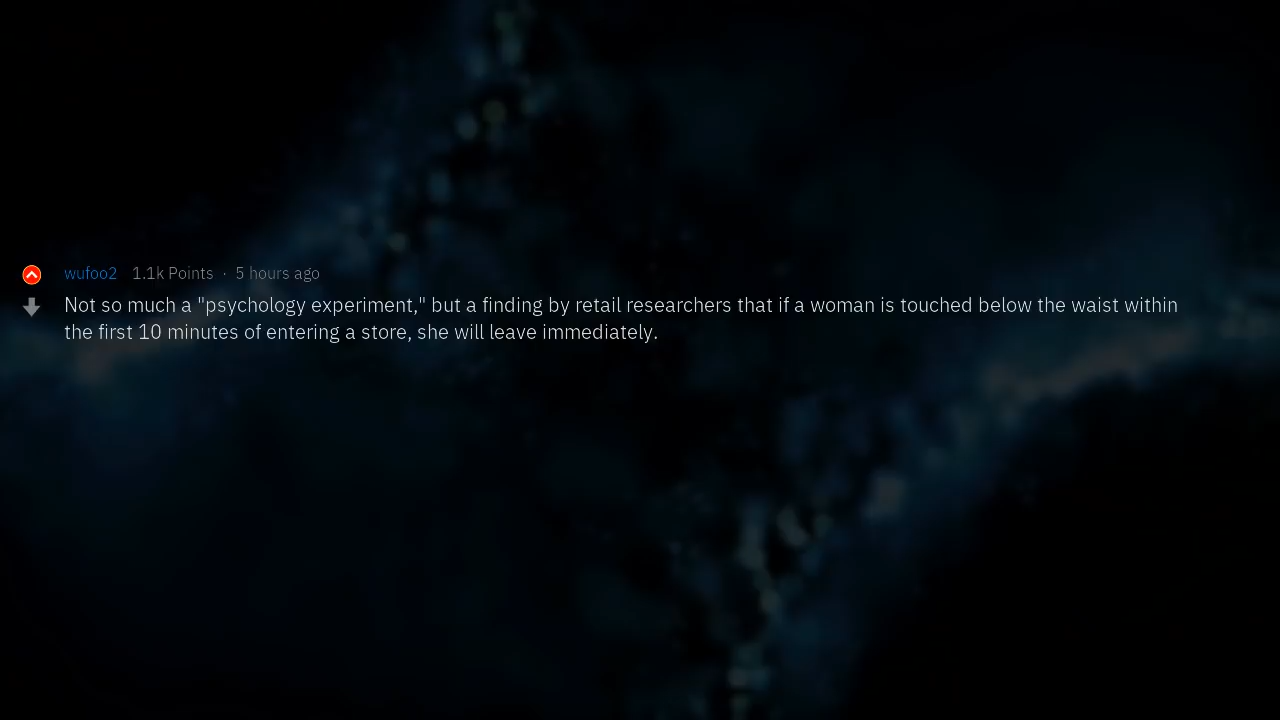 wufoo2 1.1k Points · 5 hours ago
Not so much a "psychology experiment," but a finding by retail researchers that if a woman is touched below the waist within
the first 10 minutes of entering a store, she will leave immediately.